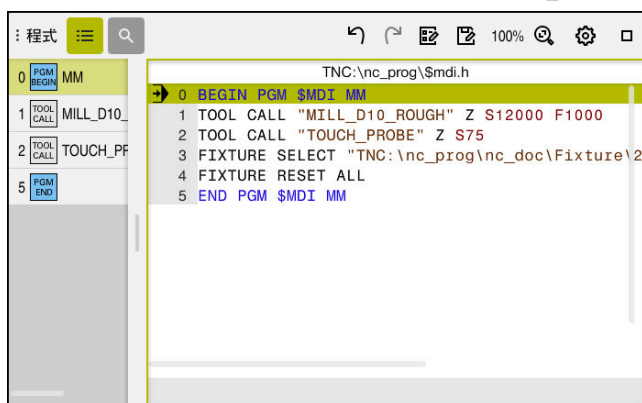 程式
100%
TNC:\nc_prog\$mdi.h
0 PGM BEGIN MM
1 TOOL CALL MILL_D10_
2 TOOL CALL TOUCH_PF
5 PGM END
0 BEGIN PGM $MDI MM
1 TOOL CALL "MILL_D10_ROUGH" Z S12000 F1000
2 TOOL CALL "TOUCH_PROBE" Z S75
3 FIXTURE SELECT "TNC:\nc_prog\nc_doc\Fixture\2
4 FIXTURE RESET ALL
5 END PGM $MDI MM